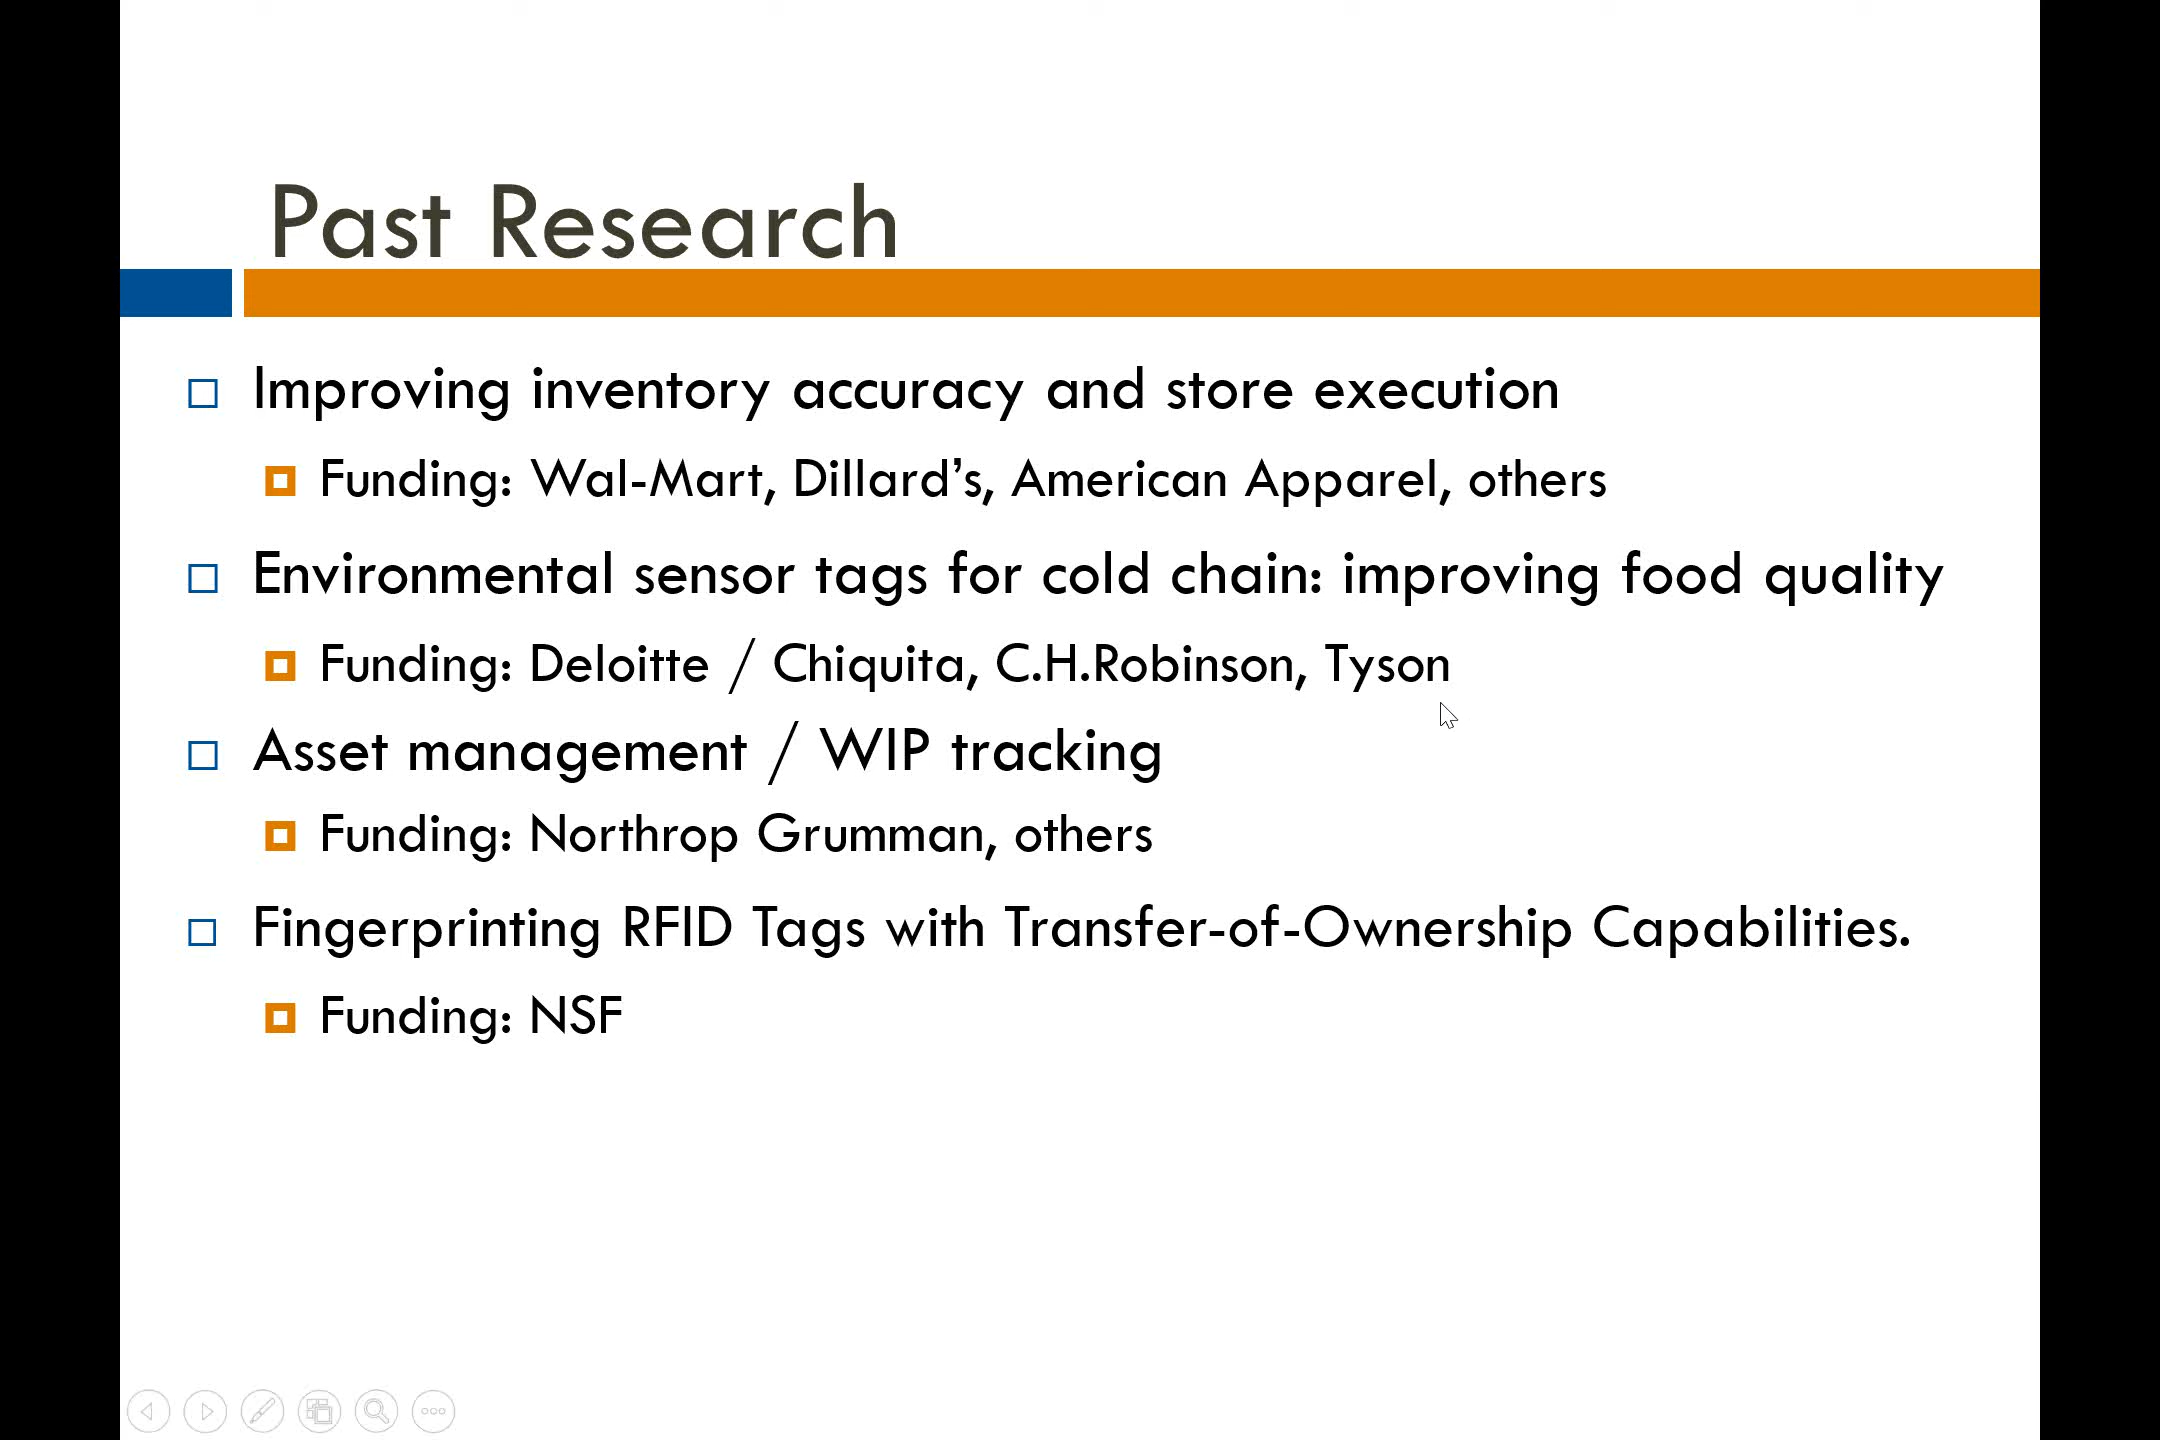 Past Research
Improving inventory accuracy and store execution
Funding: Wal-Mart, Dillard’s, American Apparel, others
Environmental sensor tags for cold chain: improving food quality
Funding: Deloitte / Chiquita, C.H.Robinson, Tyson
Asset management / WIP tracking
Funding: Northrop Grumman, others
Fingerprinting RFID Tags with Transfer-of-Ownership Capabilities.
Funding: NSF